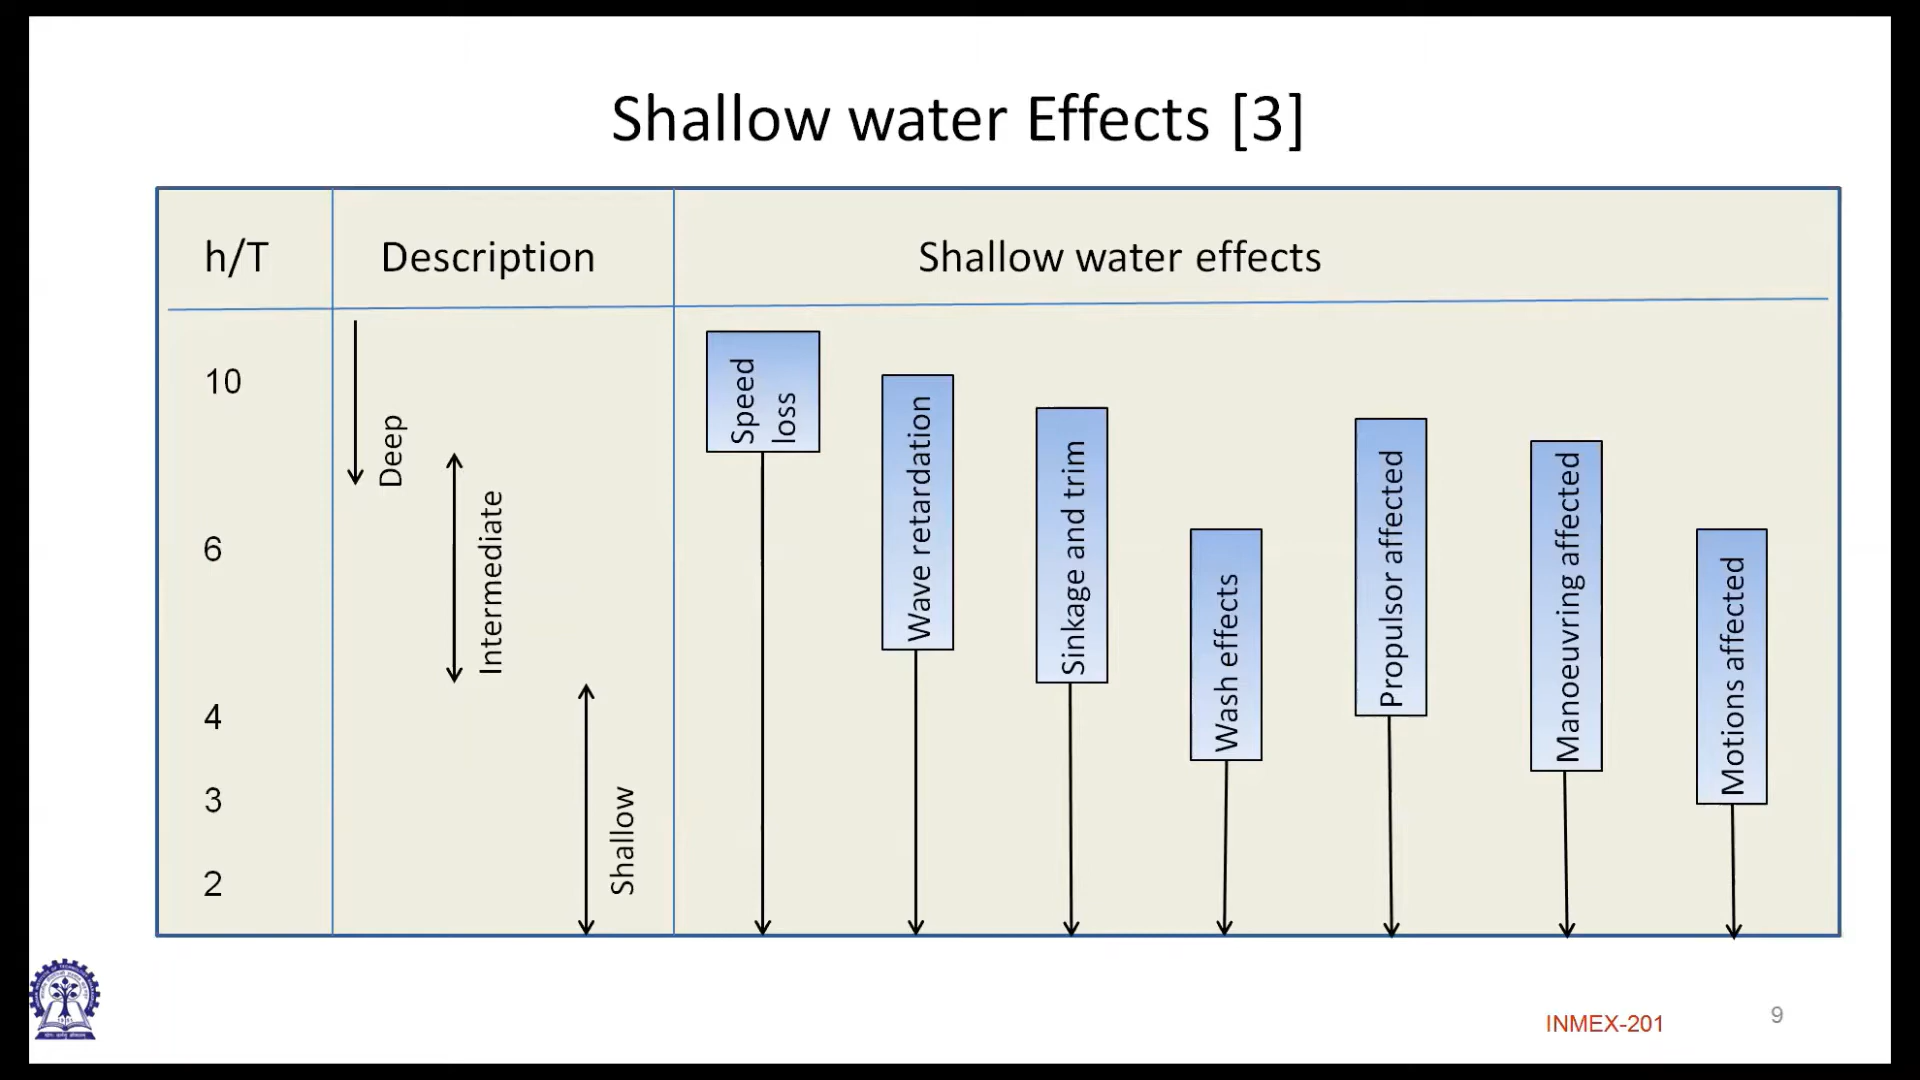 Shallow water Effects [3]
h/T
Description
Shallow water effects
10
6
4
3
2
Deep
Intermediate
Shallow
Speed
loss
Wave retardation
Sinkage and trim
Wash effects
Propulsor affected
Manoeuvring affected
Motions affected
INMEX-201
9